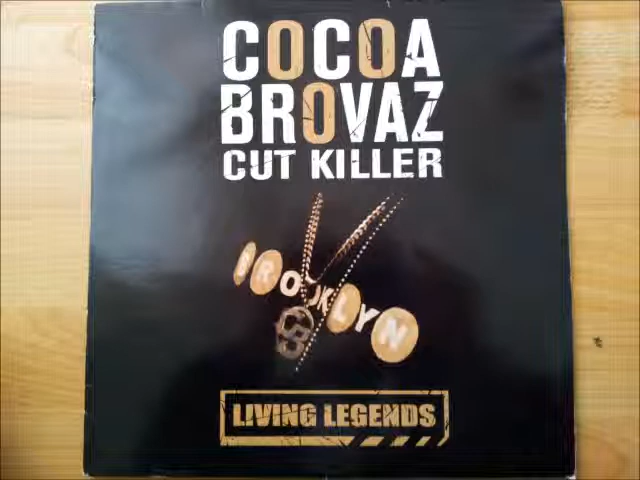 COCOA
BROVAZ
CUT KILLER
BROOKLYN
LIVING LEGENDS